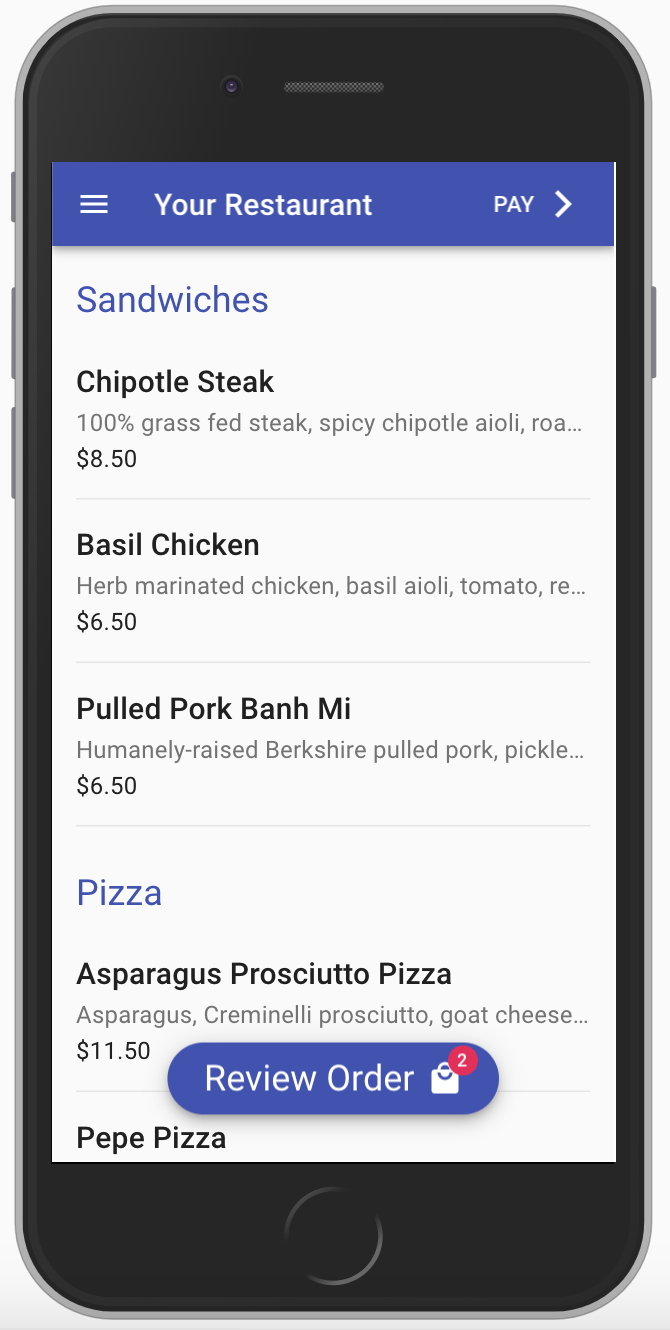 Your Restaurant PAY
Sandwiches
Chipotle Steak
100% grass fed steak, spicy chipotle aioli, roa...
$8.50
Basil Chicken
Herb marinated chicken, basil aioli, tomato, re...
$6.50
Pulled Pork Banh Mi
Humanely-raised Berkshire pulled pork, pickle...
$6.50
Pizza
Asparagus Prosciutto Pizza
Asparagus, Creminelli prosciutto, goat cheese...
$11.50
Review Order 2
Pepe Pizza